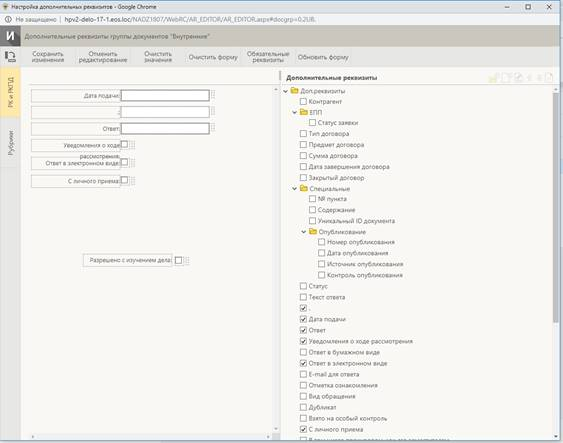 Настройка дополнительных реквизитов - Google Chrome
Не защищено | hpv2-delo-17-1.eos.loc/NADZ1807/WebRC/AR_EDITOR/AR_EDITOR.aspx?docgrp=0.2UB.
И Дополнительные реквизиты группы документов "Внутренние"
Сохранить изменения
Отменить редактирование
Очистить значения
Очистить форму
Обязательные реквизиты
Обновить форму
РК и РКПД
Рубрики
Дата подачи:
.:
Ответ:
Уведомления о ходе
рассмотрения:
Ответ в электронном виде:
С личного приема:
Разрешено с изучением дела:
Дополнительные реквизиты
Доп.реквизиты
Контрагент
ЕПП
Статус заявки
Тип договора
Предмет договора
Сумма договора
Дата завершения договора
Закрытый договор
Специальные
№ пункта
Содержание
Уникальный ID документа
Опубликование
Номер опубликования
Дата опубликования
Источник опубликования
Контроль опубликования
Статус
Текст ответа
.
Дата подачи
Ответ
Уведомления о ходе рассмотрения
Ответ в бумажном виде
Ответ в электронном виде
E-mail для ответа
Отметка ознакомления
Вид обращения
Дубликат
Взято на особый контроль
С личного приема